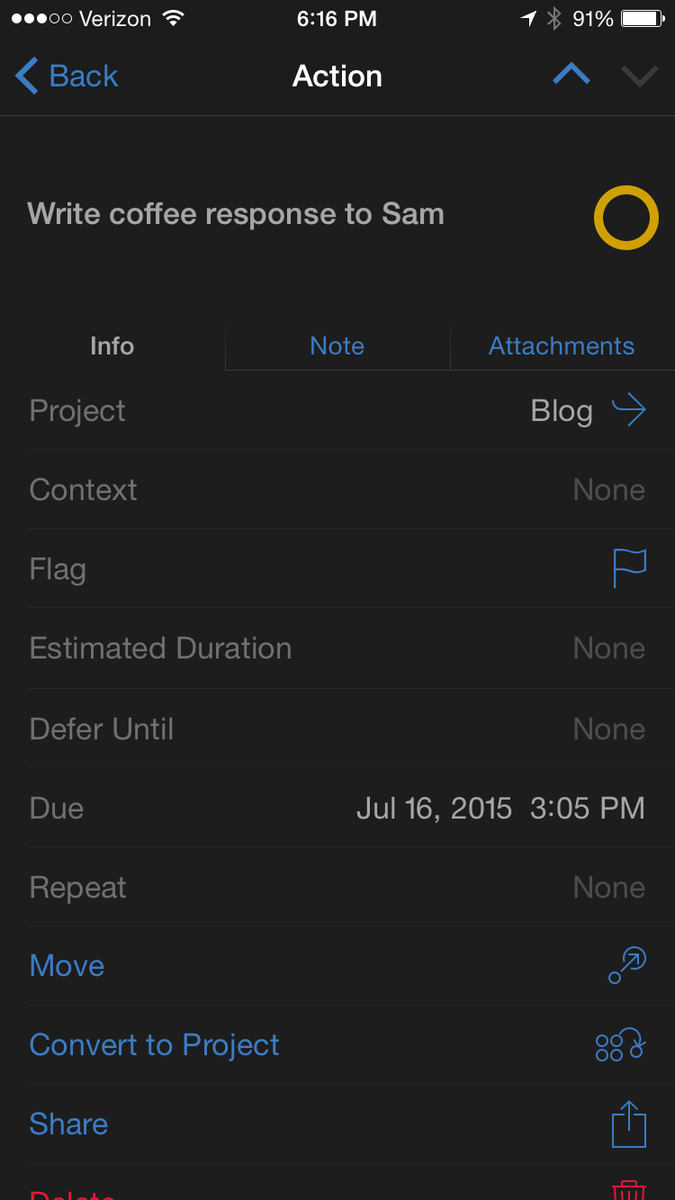 Verizon 6:16 PM 91%
Back Action
Write coffee response to Sam
Info Note Attachments
Project Blog
Context None
Flag
Estimated Duration None
Defer Until None
Due Jul 16, 2015 3:05 PM
Repeat None
Move
Convert to Project
Share
Delete